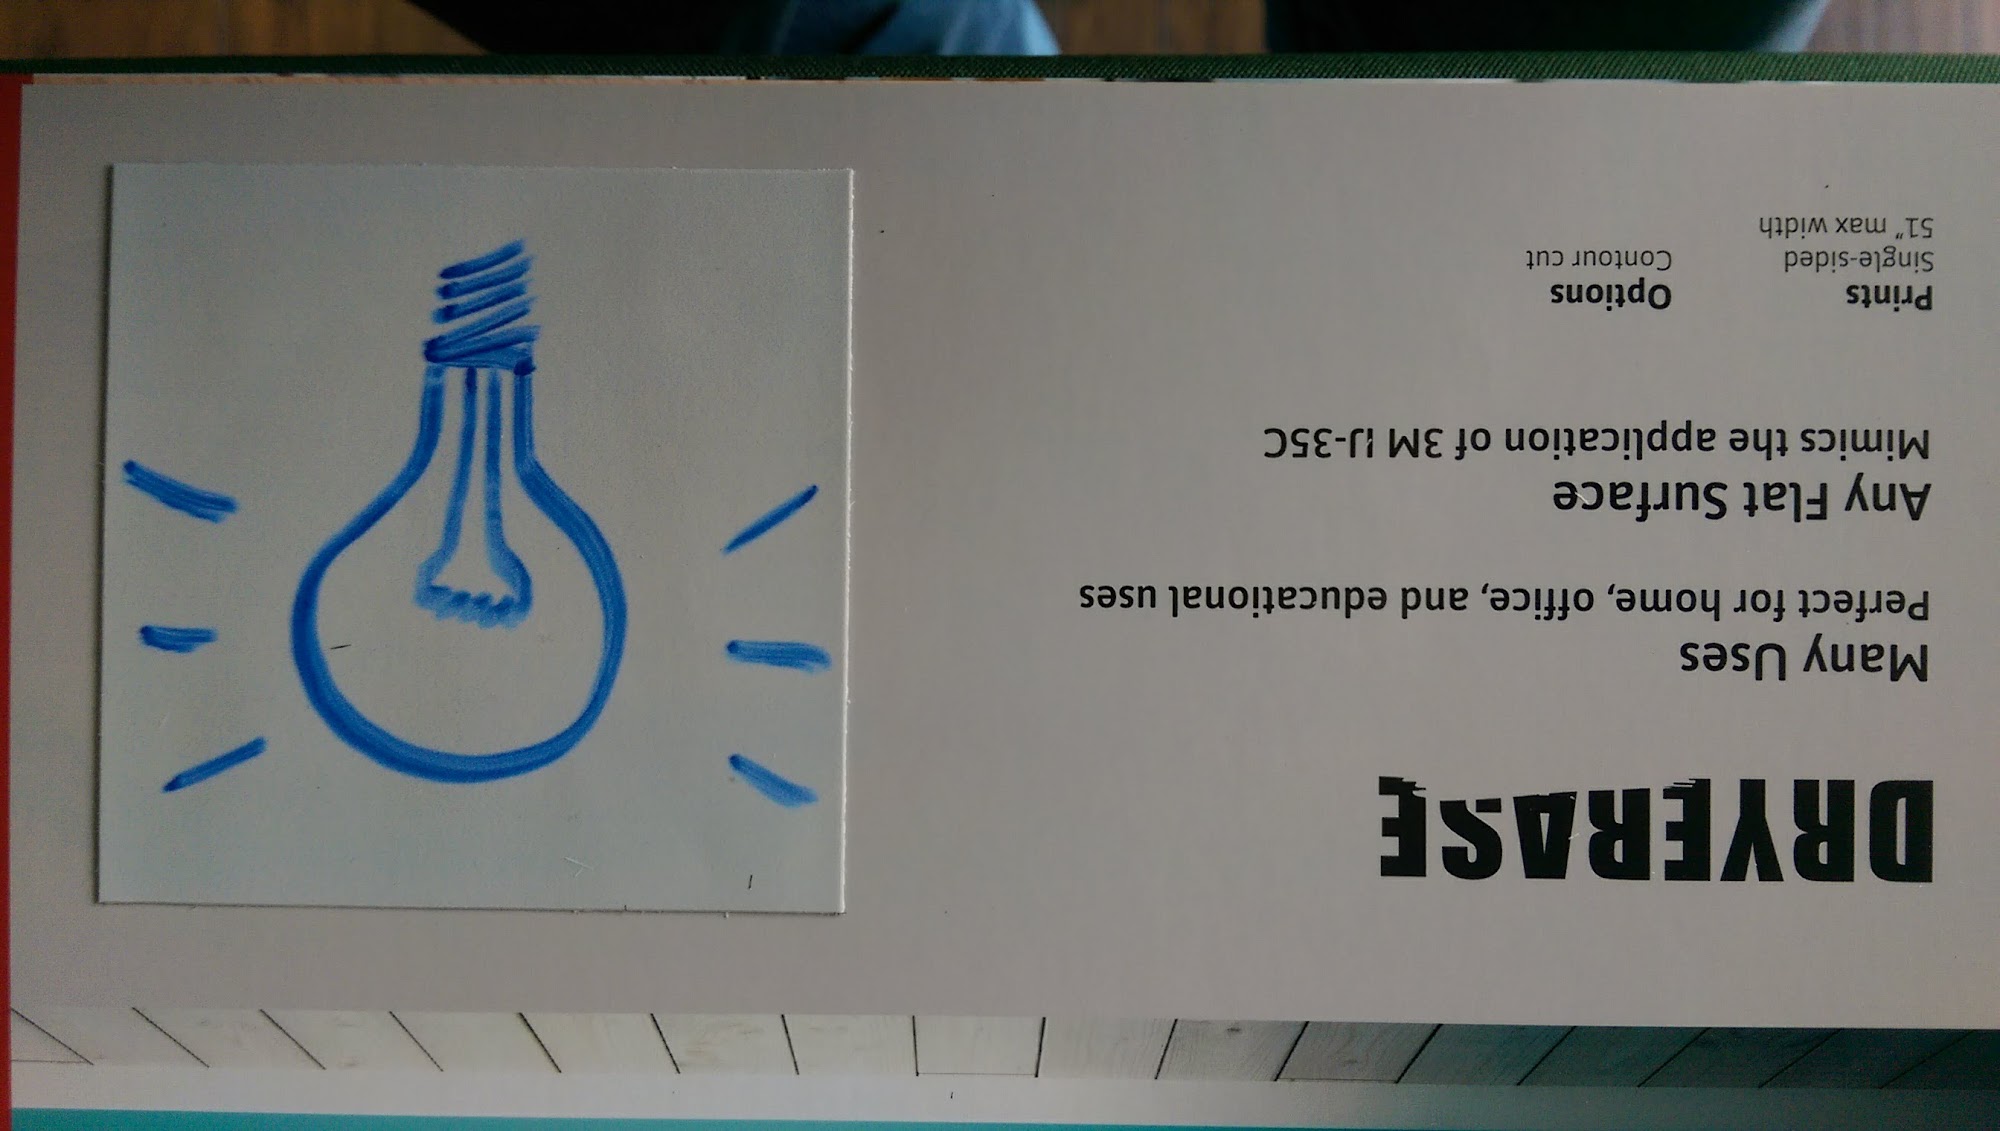 DRYERASE
Many Uses
Perfect for home, office, and educational uses
Any Flat Surface
Mimics the application of 3M IJ-35C
Prints
Single-sided
51" max width
Options
Contour cut